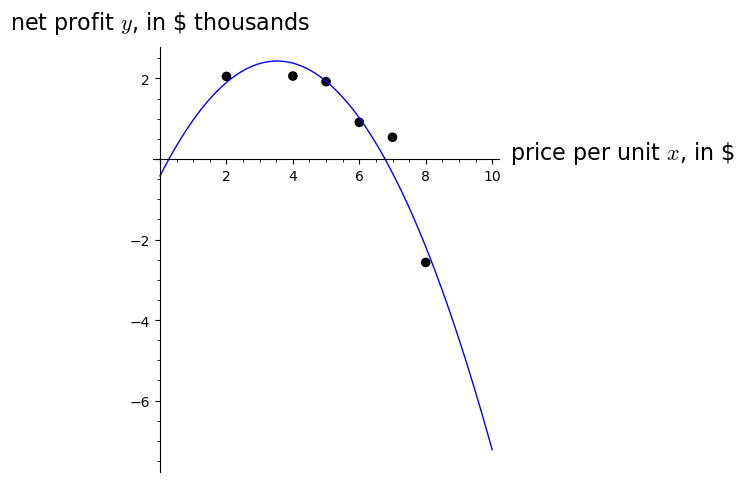 net profit y, in $ thousands
2
price per unit x, in $
2 4 6 8 10
−2
−4
−6